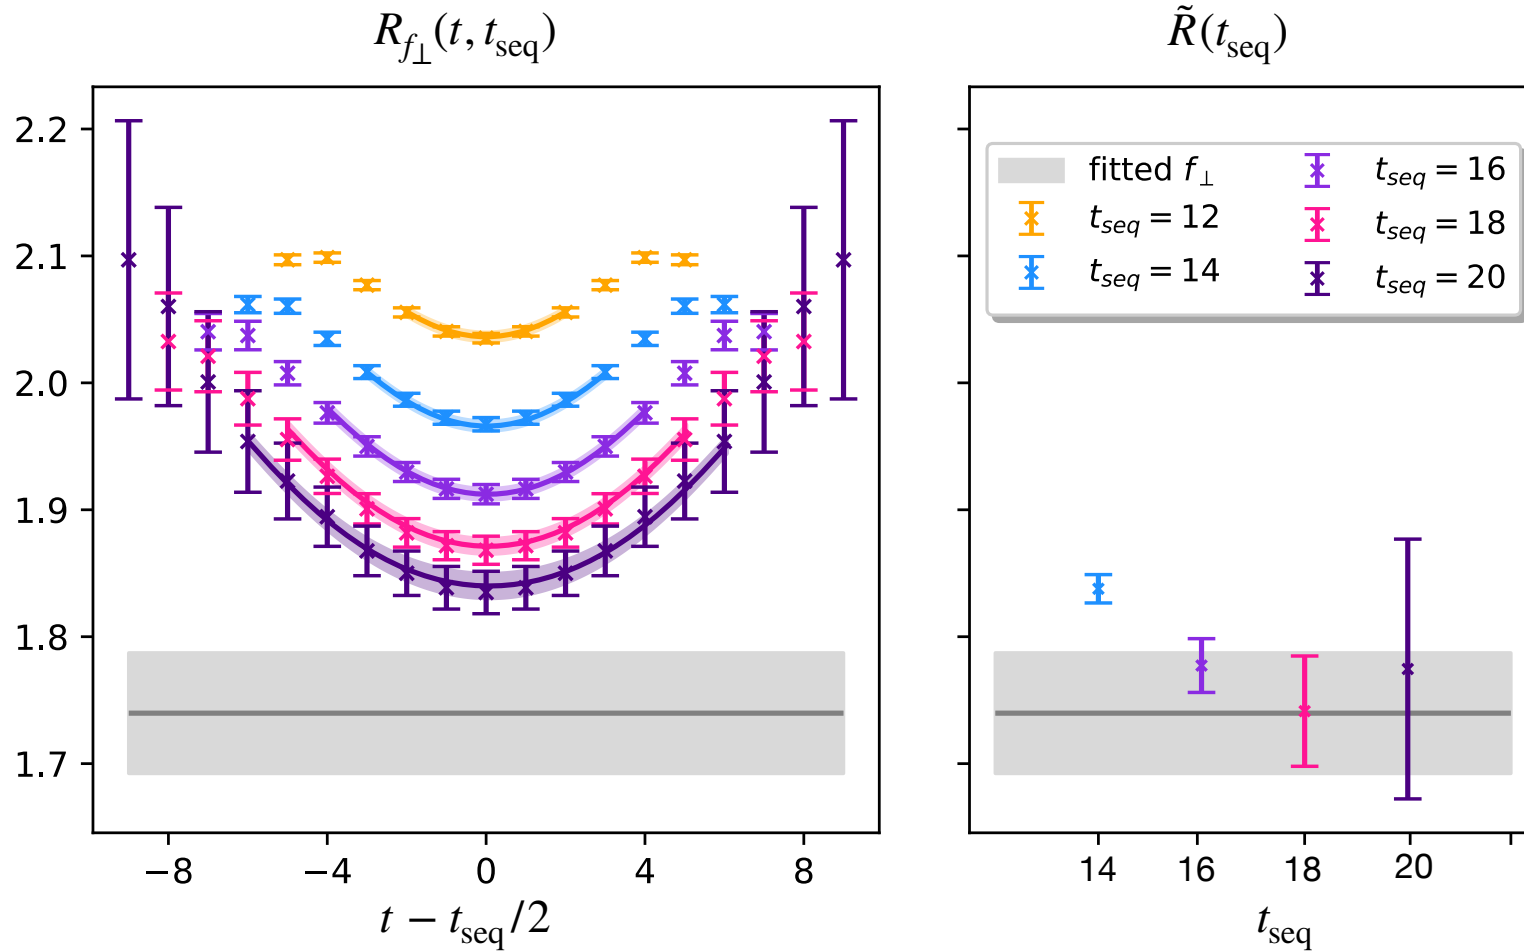 R_{f⊥}(t, t_seq)
R̃(t_seq)
2.2
2.1
2.0
1.9
1.8
1.7
fitted f_⊥
t_seq = 12
t_seq = 14
t_seq = 16
t_seq = 18
t_seq = 20
−8 −4 0 4 8
14 16 18 20
t − t_seq/2
t_seq